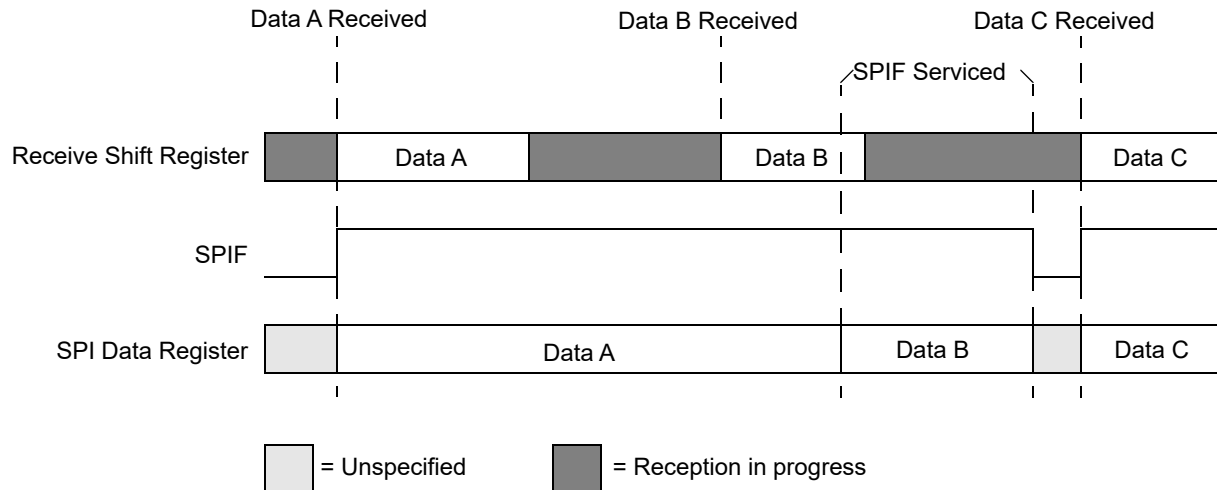 Data A Received
Data B Received
Data C Received
SPIF Serviced
Receive Shift Register
Data A
Data B
Data C
SPIF
SPI Data Register
Data A
Data B
Data C
= Unspecified
= Reception in progress